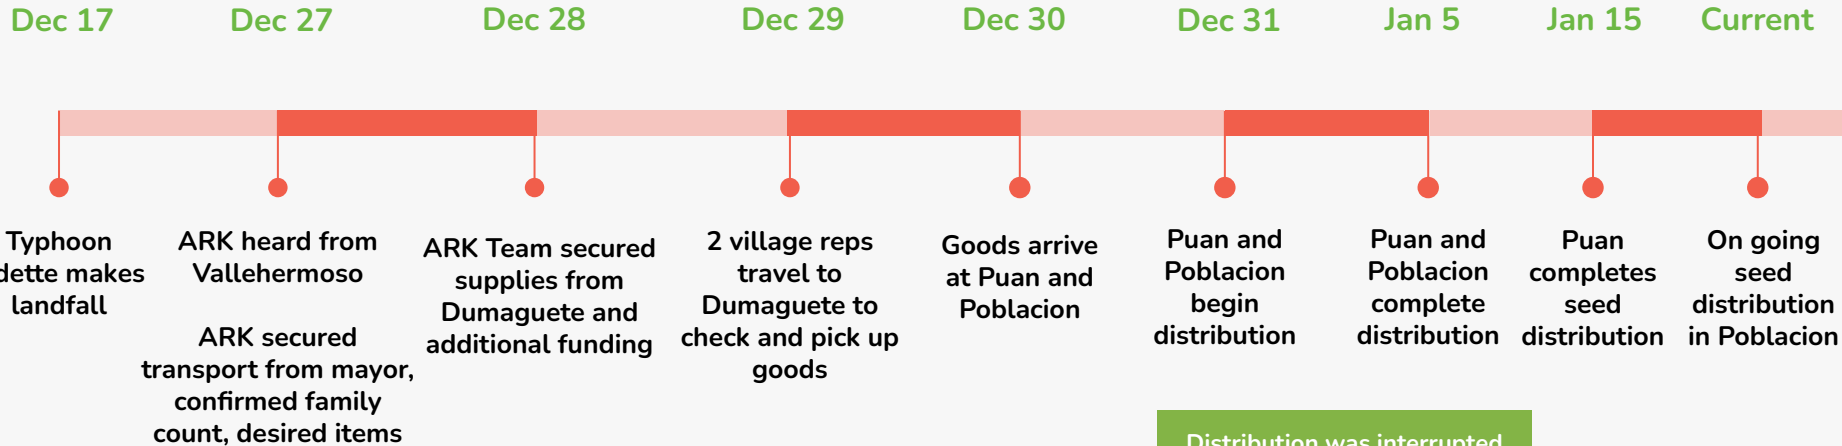 Dec 17
Dec 27
Dec 28
Dec 29
Dec 30
Dec 31
Jan 5
Jan 15
Current
Typhoon
dette makes
landfall
ARK heard from
Vallehermoso
ARK secured
transport from mayor,
confirmed family
count, desired items
ARK Team secured
supplies from
Dumaguete and
additional funding
2 village reps
travel to
Dumaguete to
check and pick up
goods
Goods arrive
at Puan and
Poblacion
Puan and
Poblacion
begin
distribution
Puan and
Poblacion
complete
distribution
Puan
completes
seed
distribution
On going
seed
distribution
in Poblacion
Distribution was interrupted